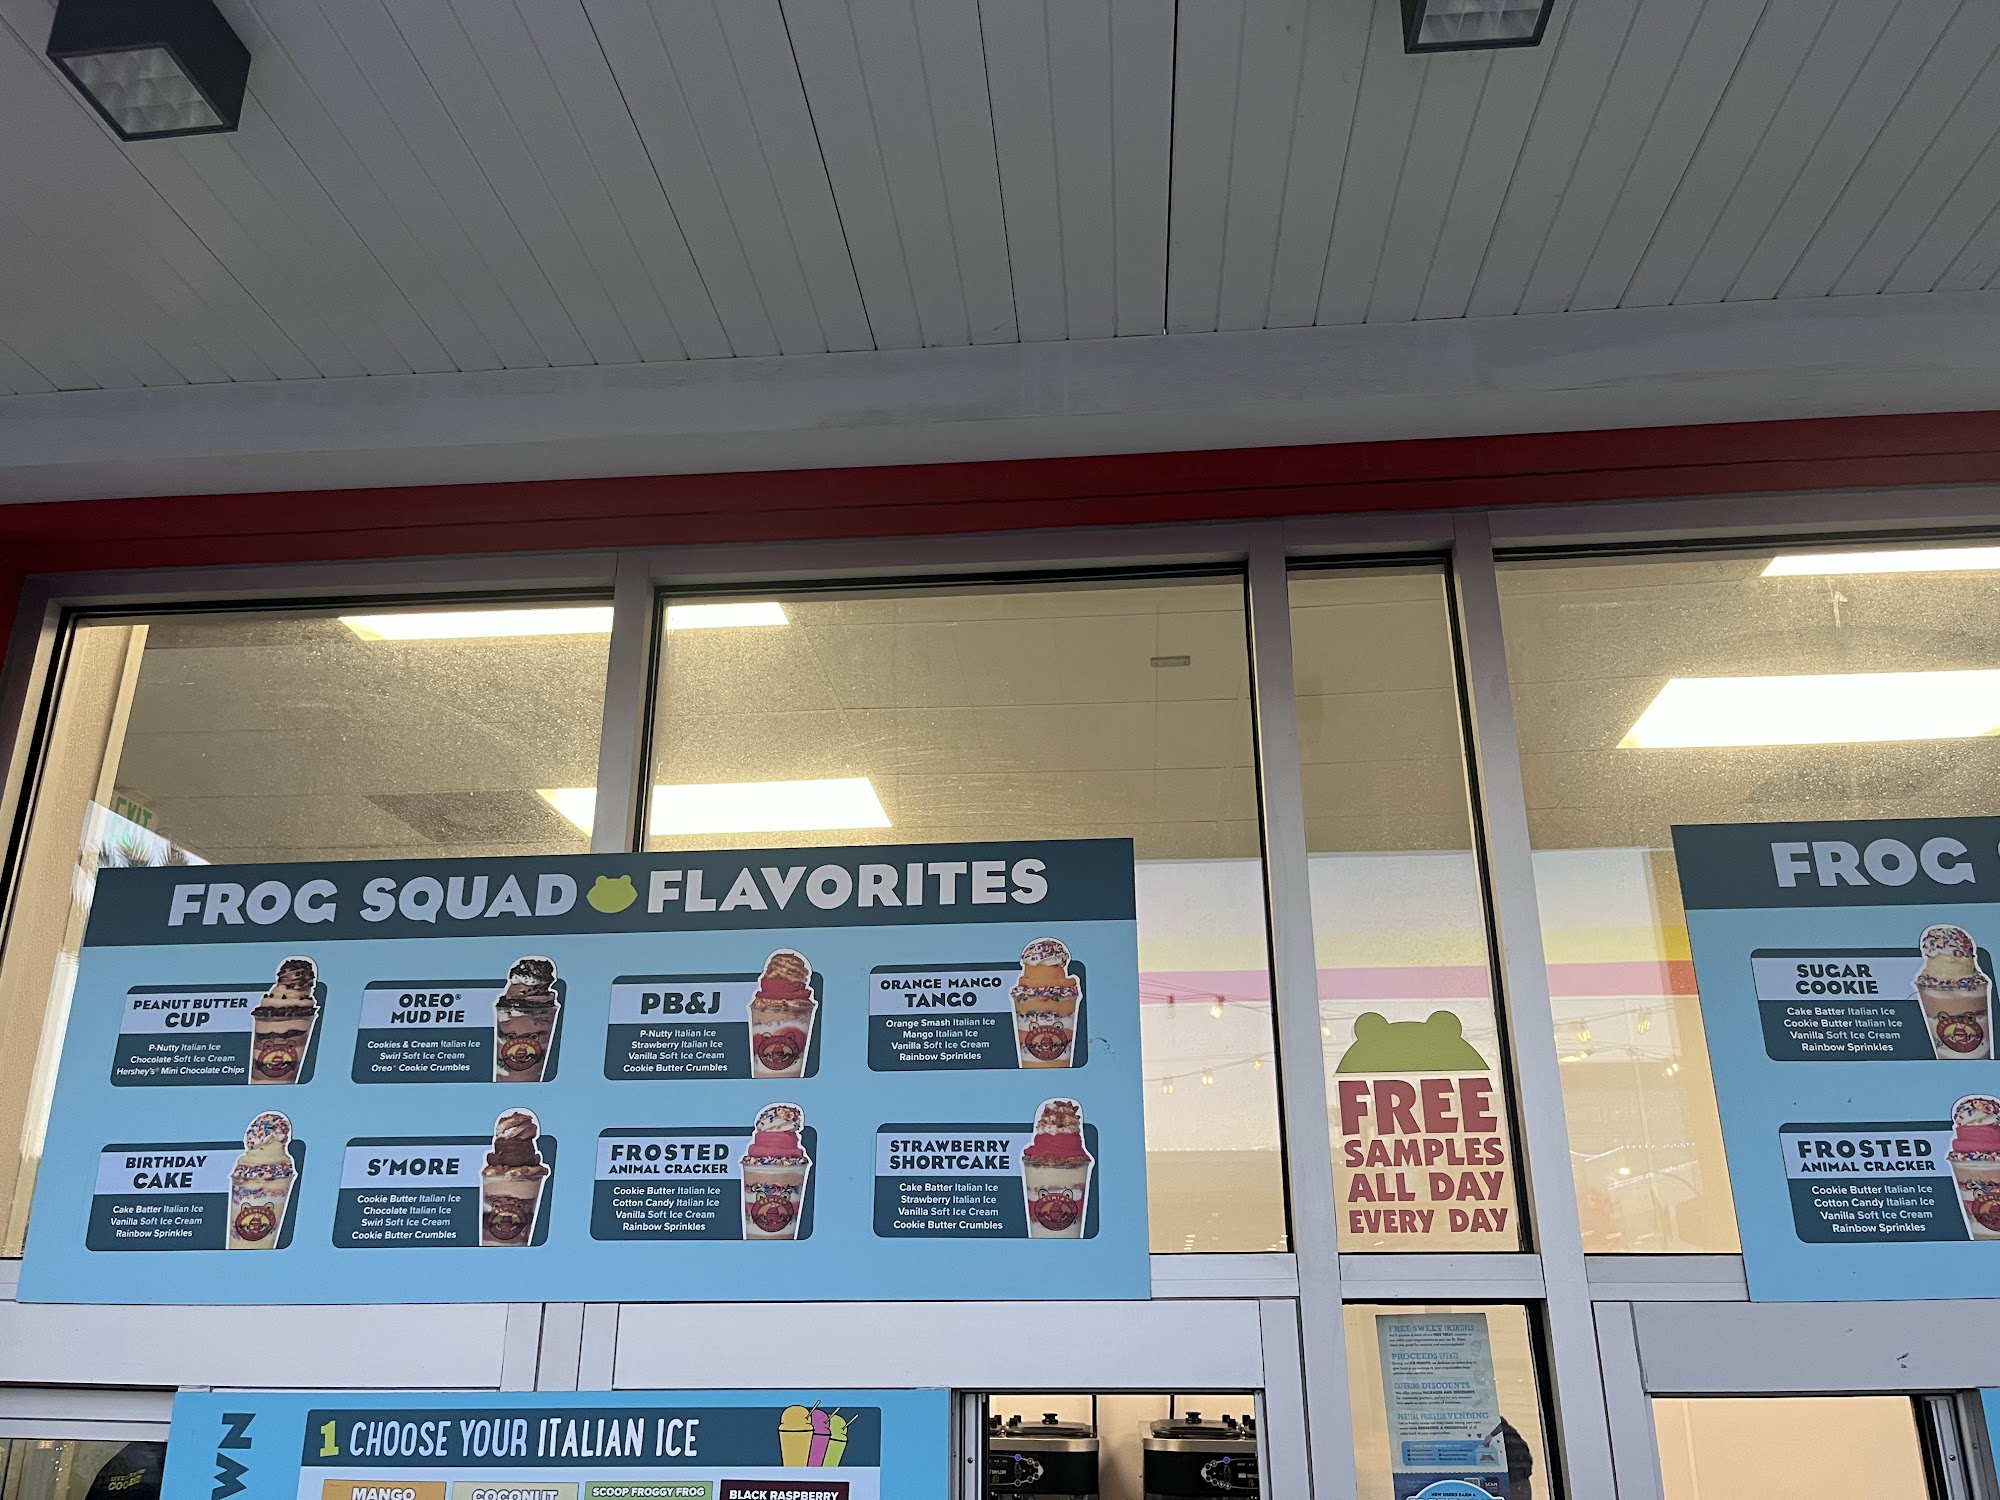 EXIT
FROG SQUAD FLAVORITES
PEANUT BUTTER
CUP
P-Nutty Italian Ice
Chocolate Soft Ice Cream
Hershey's® Mini Chocolate Chips
OREO®
MUD PIE
Cookies & Cream Italian Ice
Swirl Soft Ice Cream
Oreo® Cookie Crumbles
PB&J
P-Nutty Italian Ice
Strawberry Italian Ice
Vanilla Soft Ice Cream
Cookie Butter Crumbles
ORANGE MANGO
TANGO
Orange Smash Italian Ice
Mango Italian Ice
Vanilla Soft Ice Cream
Rainbow Sprinkles
BIRTHDAY
CAKE
Cake Batter Italian Ice
Vanilla Soft Ice Cream
Rainbow Sprinkles
S'MORE
Cookie Butter Italian Ice
Chocolate Italian Ice
Swirl Soft Ice Cream
Cookie Butter Crumbles
FROSTED
ANIMAL CRACKER
Cookie Butter Italian Ice
Cotton Candy Italian Ice
Vanilla Soft Ice Cream
Rainbow Sprinkles
STRAWBERRY
SHORTCAKE
Cake Batter Italian Ice
Strawberry Italian Ice
Vanilla Soft Ice Cream
Cookie Butter Crumbles
FREE
SAMPLES
ALL DAY
EVERY DAY
FROG
SUGAR
COOKIE
Cake Batter Italian Ice
Cookie Butter Italian Ice
Vanilla Soft Ice Cream
Rainbow Sprinkles
FROSTED
ANIMAL CRACKER
Cookie Butter Italian Ice
Cotton Candy Italian Ice
Vanilla Soft Ice Cream
Rainbow Sprinkles
WN
1 CHOOSE YOUR ITALIAN ICE
MANGO
COCONUT
SCOOP FROGGY FROG
BLACK RASPBERRY
FREE SWEET
PROCEEDS
CATERING DISCOUNTS
VENDING